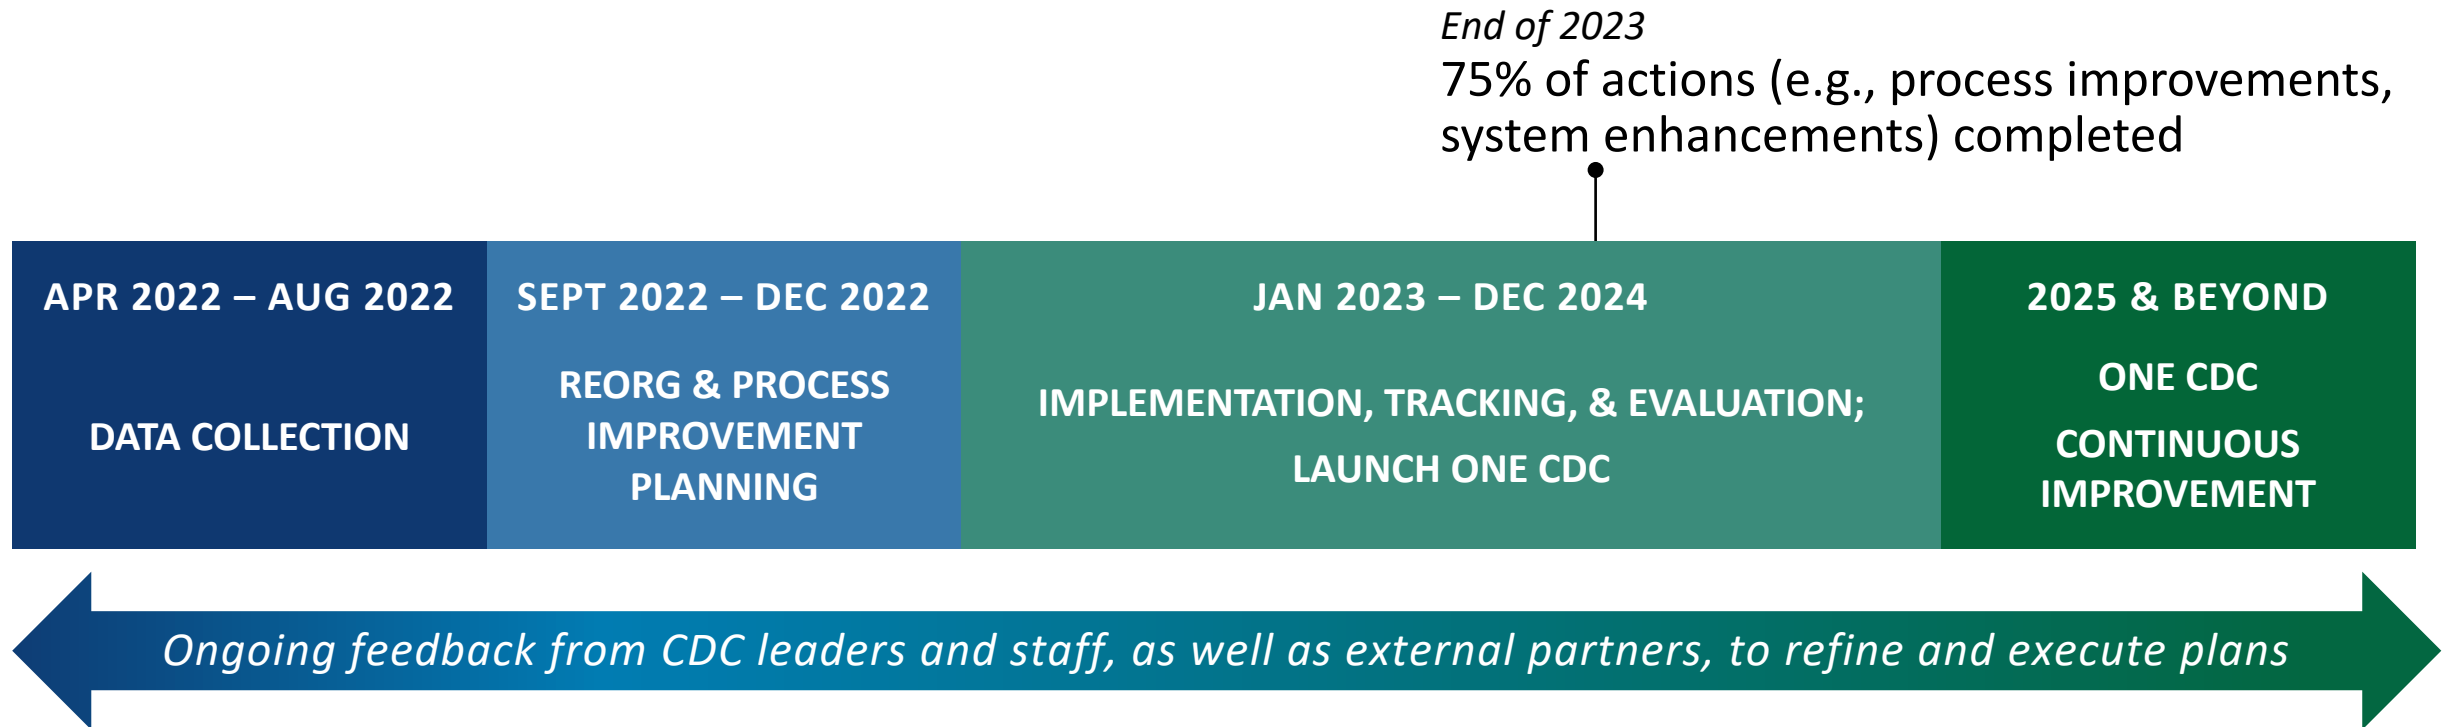 End of 2023
75% of actions (e.g., process improvements,
system enhancements) completed
APR 2022 – AUG 2022
DATA COLLECTION
SEPT 2022 – DEC 2022
REORG & PROCESS
IMPROVEMENT
PLANNING
JAN 2023 – DEC 2024
IMPLEMENTATION, TRACKING, & EVALUATION;
LAUNCH ONE CDC
2025 & BEYOND
ONE CDC
CONTINUOUS
IMPROVEMENT
Ongoing feedback from CDC leaders and staff, as well as external partners, to refine and execute plans